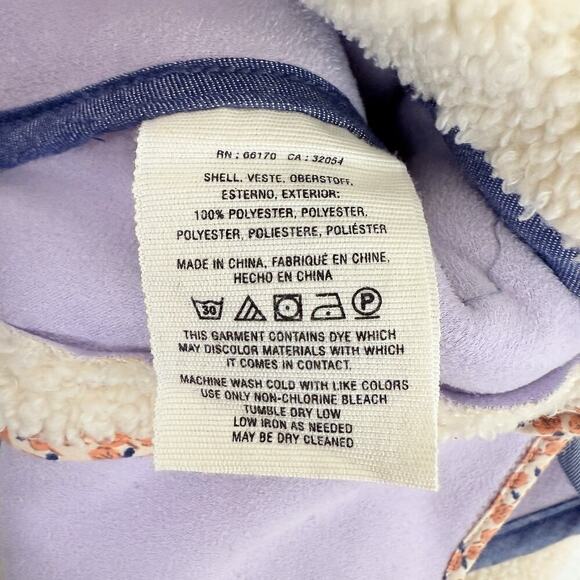 RN : 66170 CA : 32054
SHELL, VESTE, OBERSTOFF,
ESTERNO, EXTERIOR:
100% POLYESTER, POLYESTER,
POLYESTER, POLIESTERE, POLIÉSTER
MADE IN CHINA, FABRIQUÉ EN CHINE,
HECHO EN CHINA
30 P
THIS GARMENT CONTAINS DYE WHICH
MAY DISCOLOR MATERIALS WITH WHICH
IT COMES IN CONTACT.
MACHINE WASH COLD WITH LIKE COLORS
USE ONLY NON-CHLORINE BLEACH
TUMBLE DRY LOW
LOW IRON AS NEEDED
MAY BE DRY CLEANED